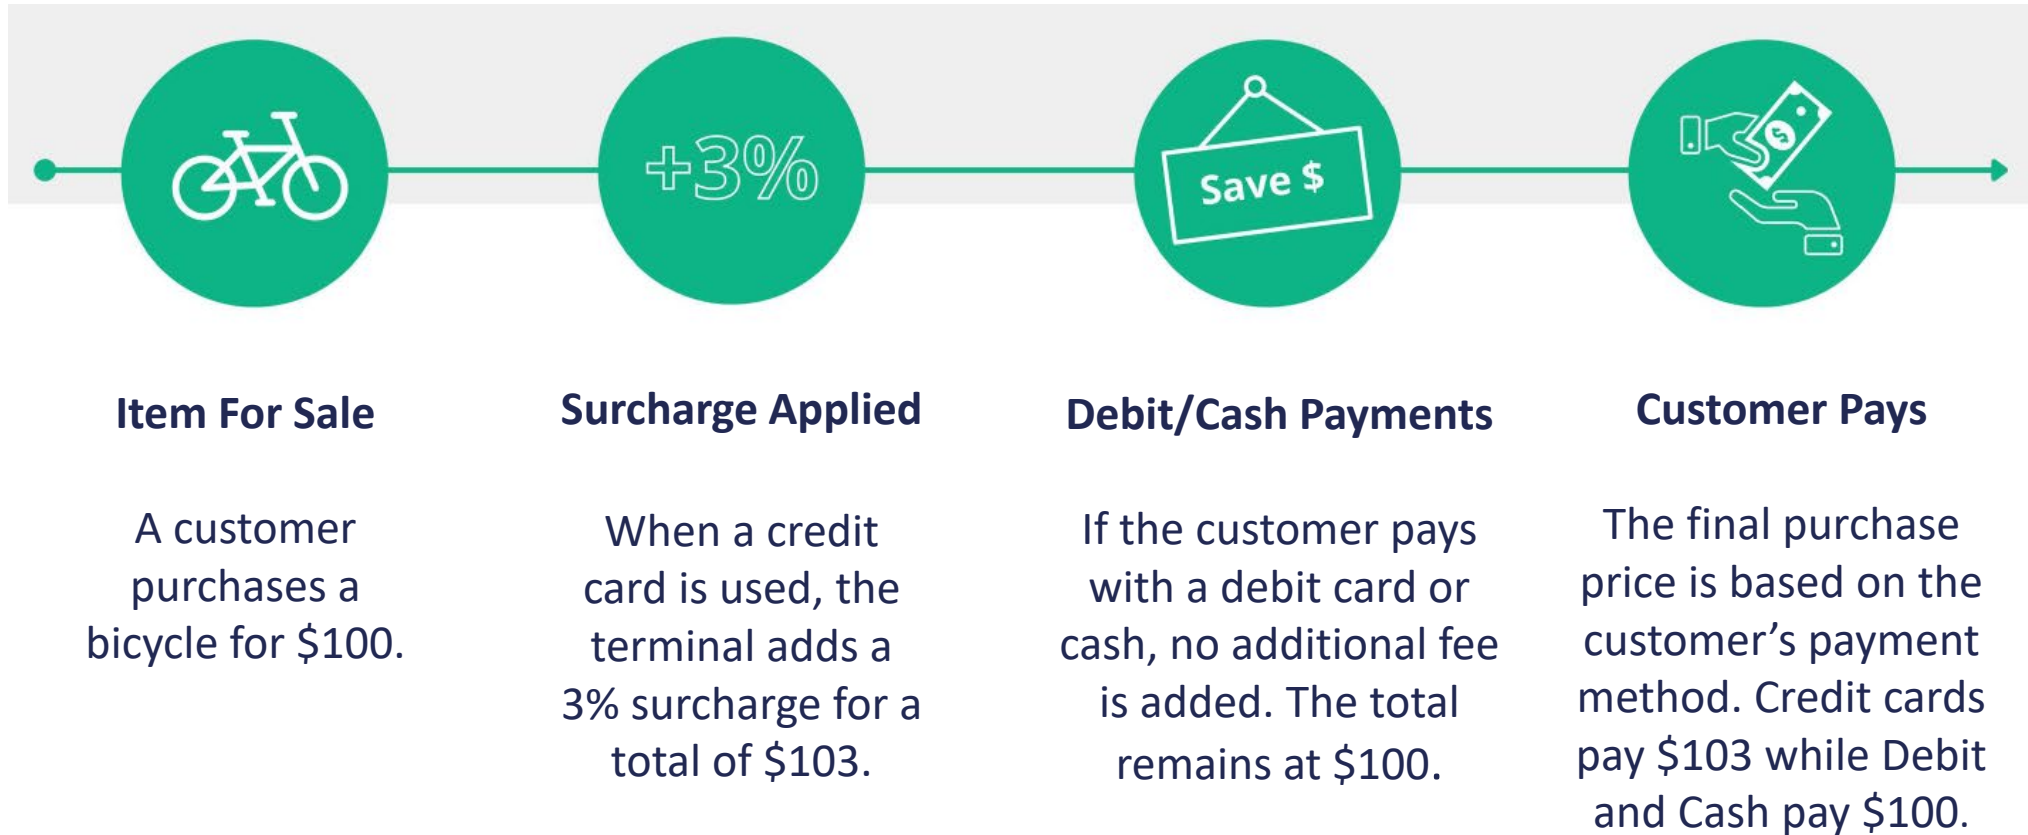 +3%
Save $
$
Item For Sale
A customer
purchases a
bicycle for $100.
Surcharge Applied
When a credit
card is used, the
terminal adds a
3% surcharge for a
total of $103.
Debit/Cash Payments
If the customer pays
with a debit card or
cash, no additional fee
is added. The total
remains at $100.
Customer Pays
The final purchase
price is based on the
customer’s payment
method. Credit cards
pay $103 while Debit
and Cash pay $100.